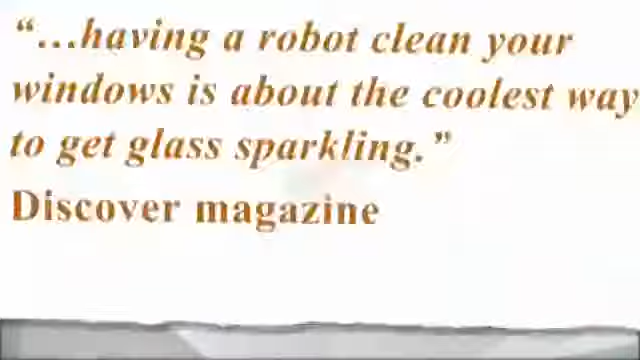 “...having a robot clean your
windows is about the coolest way
to get glass sparkling.”
Discover magazine